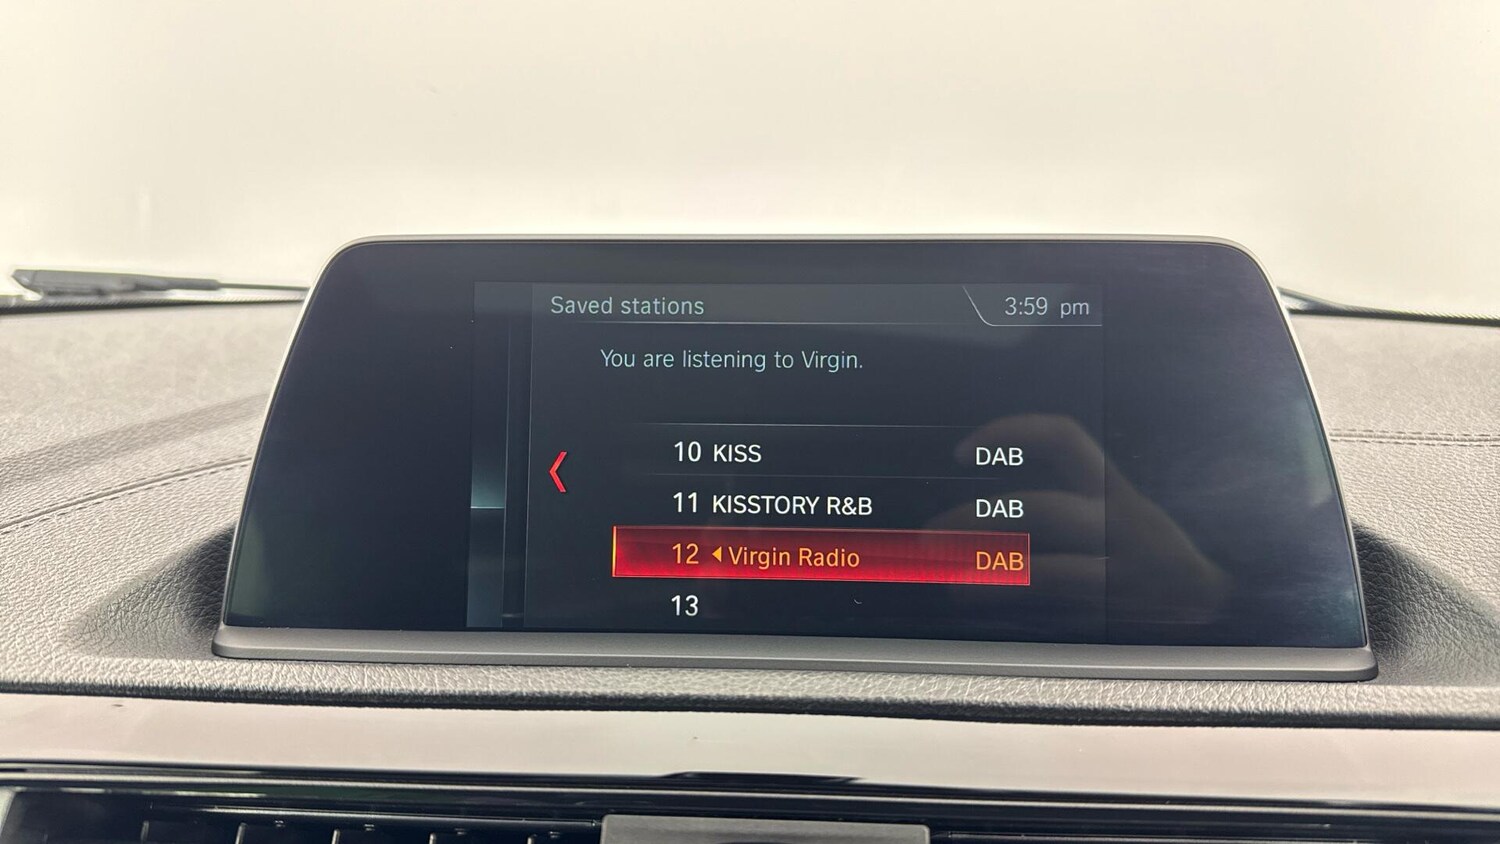 Saved stations 3:59 pm
You are listening to Virgin.
10 KISS DAB
11 KISSTORY R&B DAB
12 Virgin Radio DAB
13